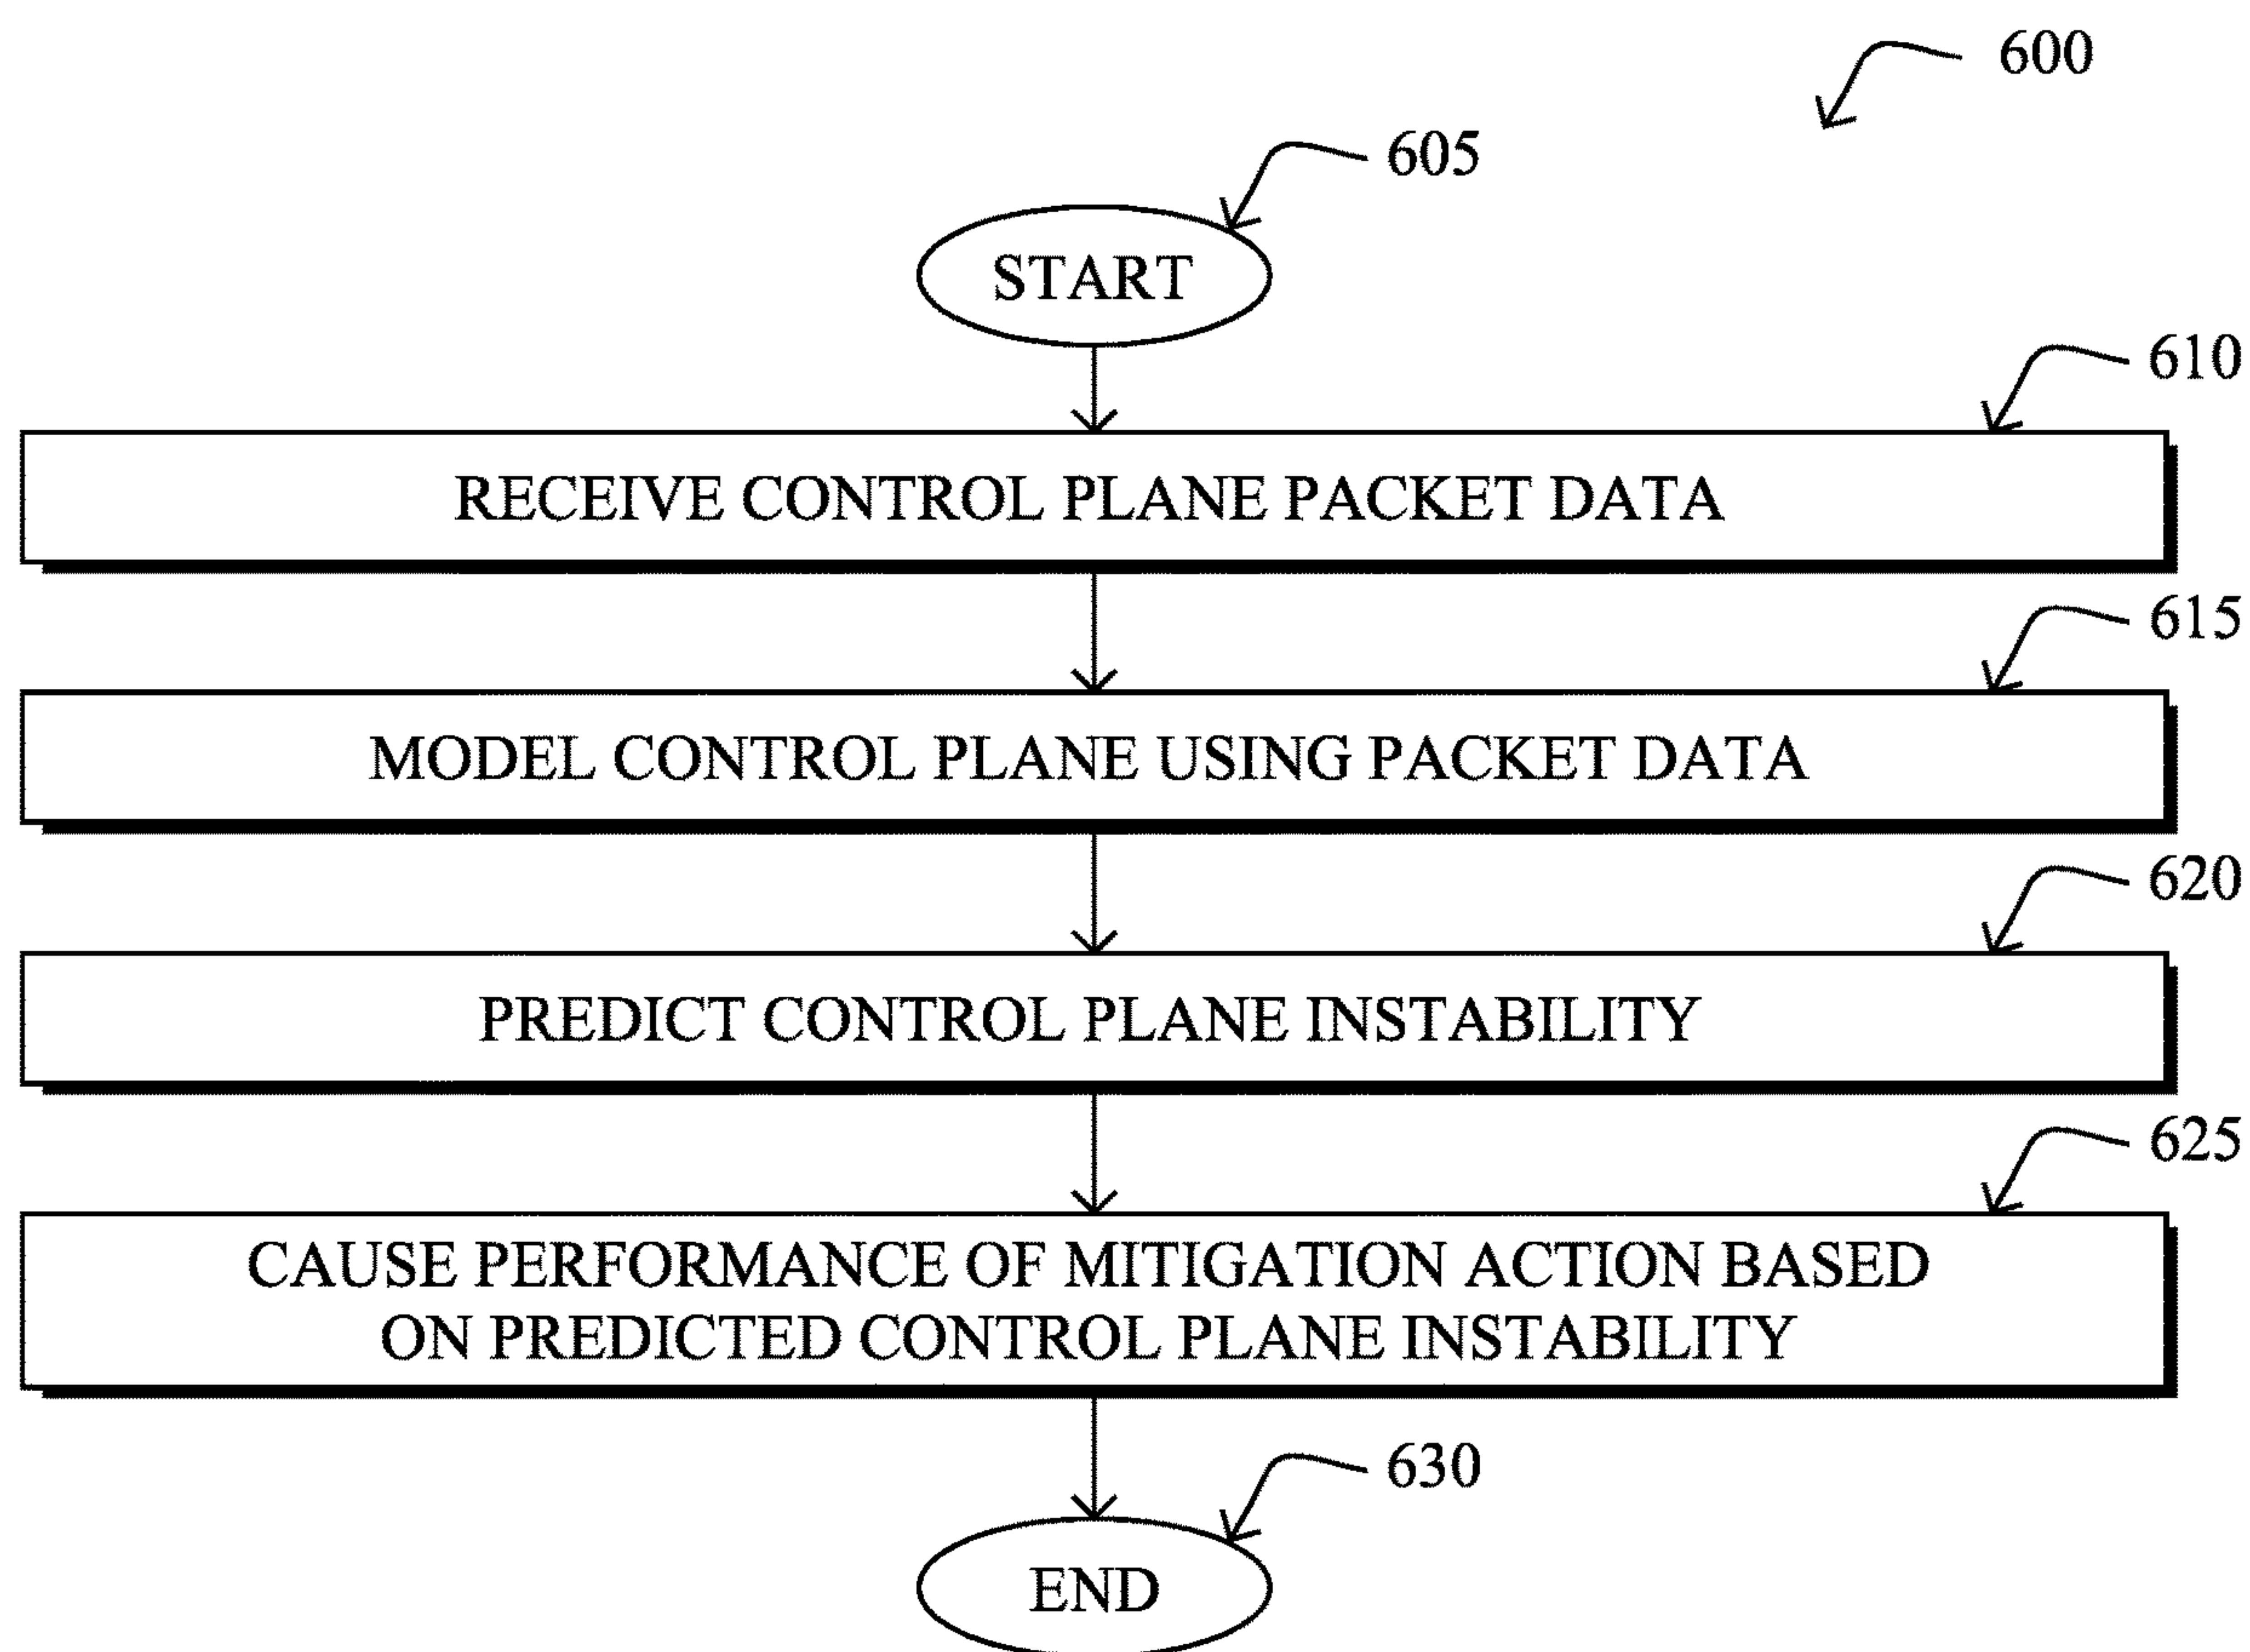 600
605
START
610
RECEIVE CONTROL PLANE PACKET DATA
615
MODEL CONTROL PLANE USING PACKET DATA
620
PREDICT CONTROL PLANE INSTABILITY
625
CAUSE PERFORMANCE OF MITIGATION ACTION BASED
ON PREDICTED CONTROL PLANE INSTABILITY
630
END